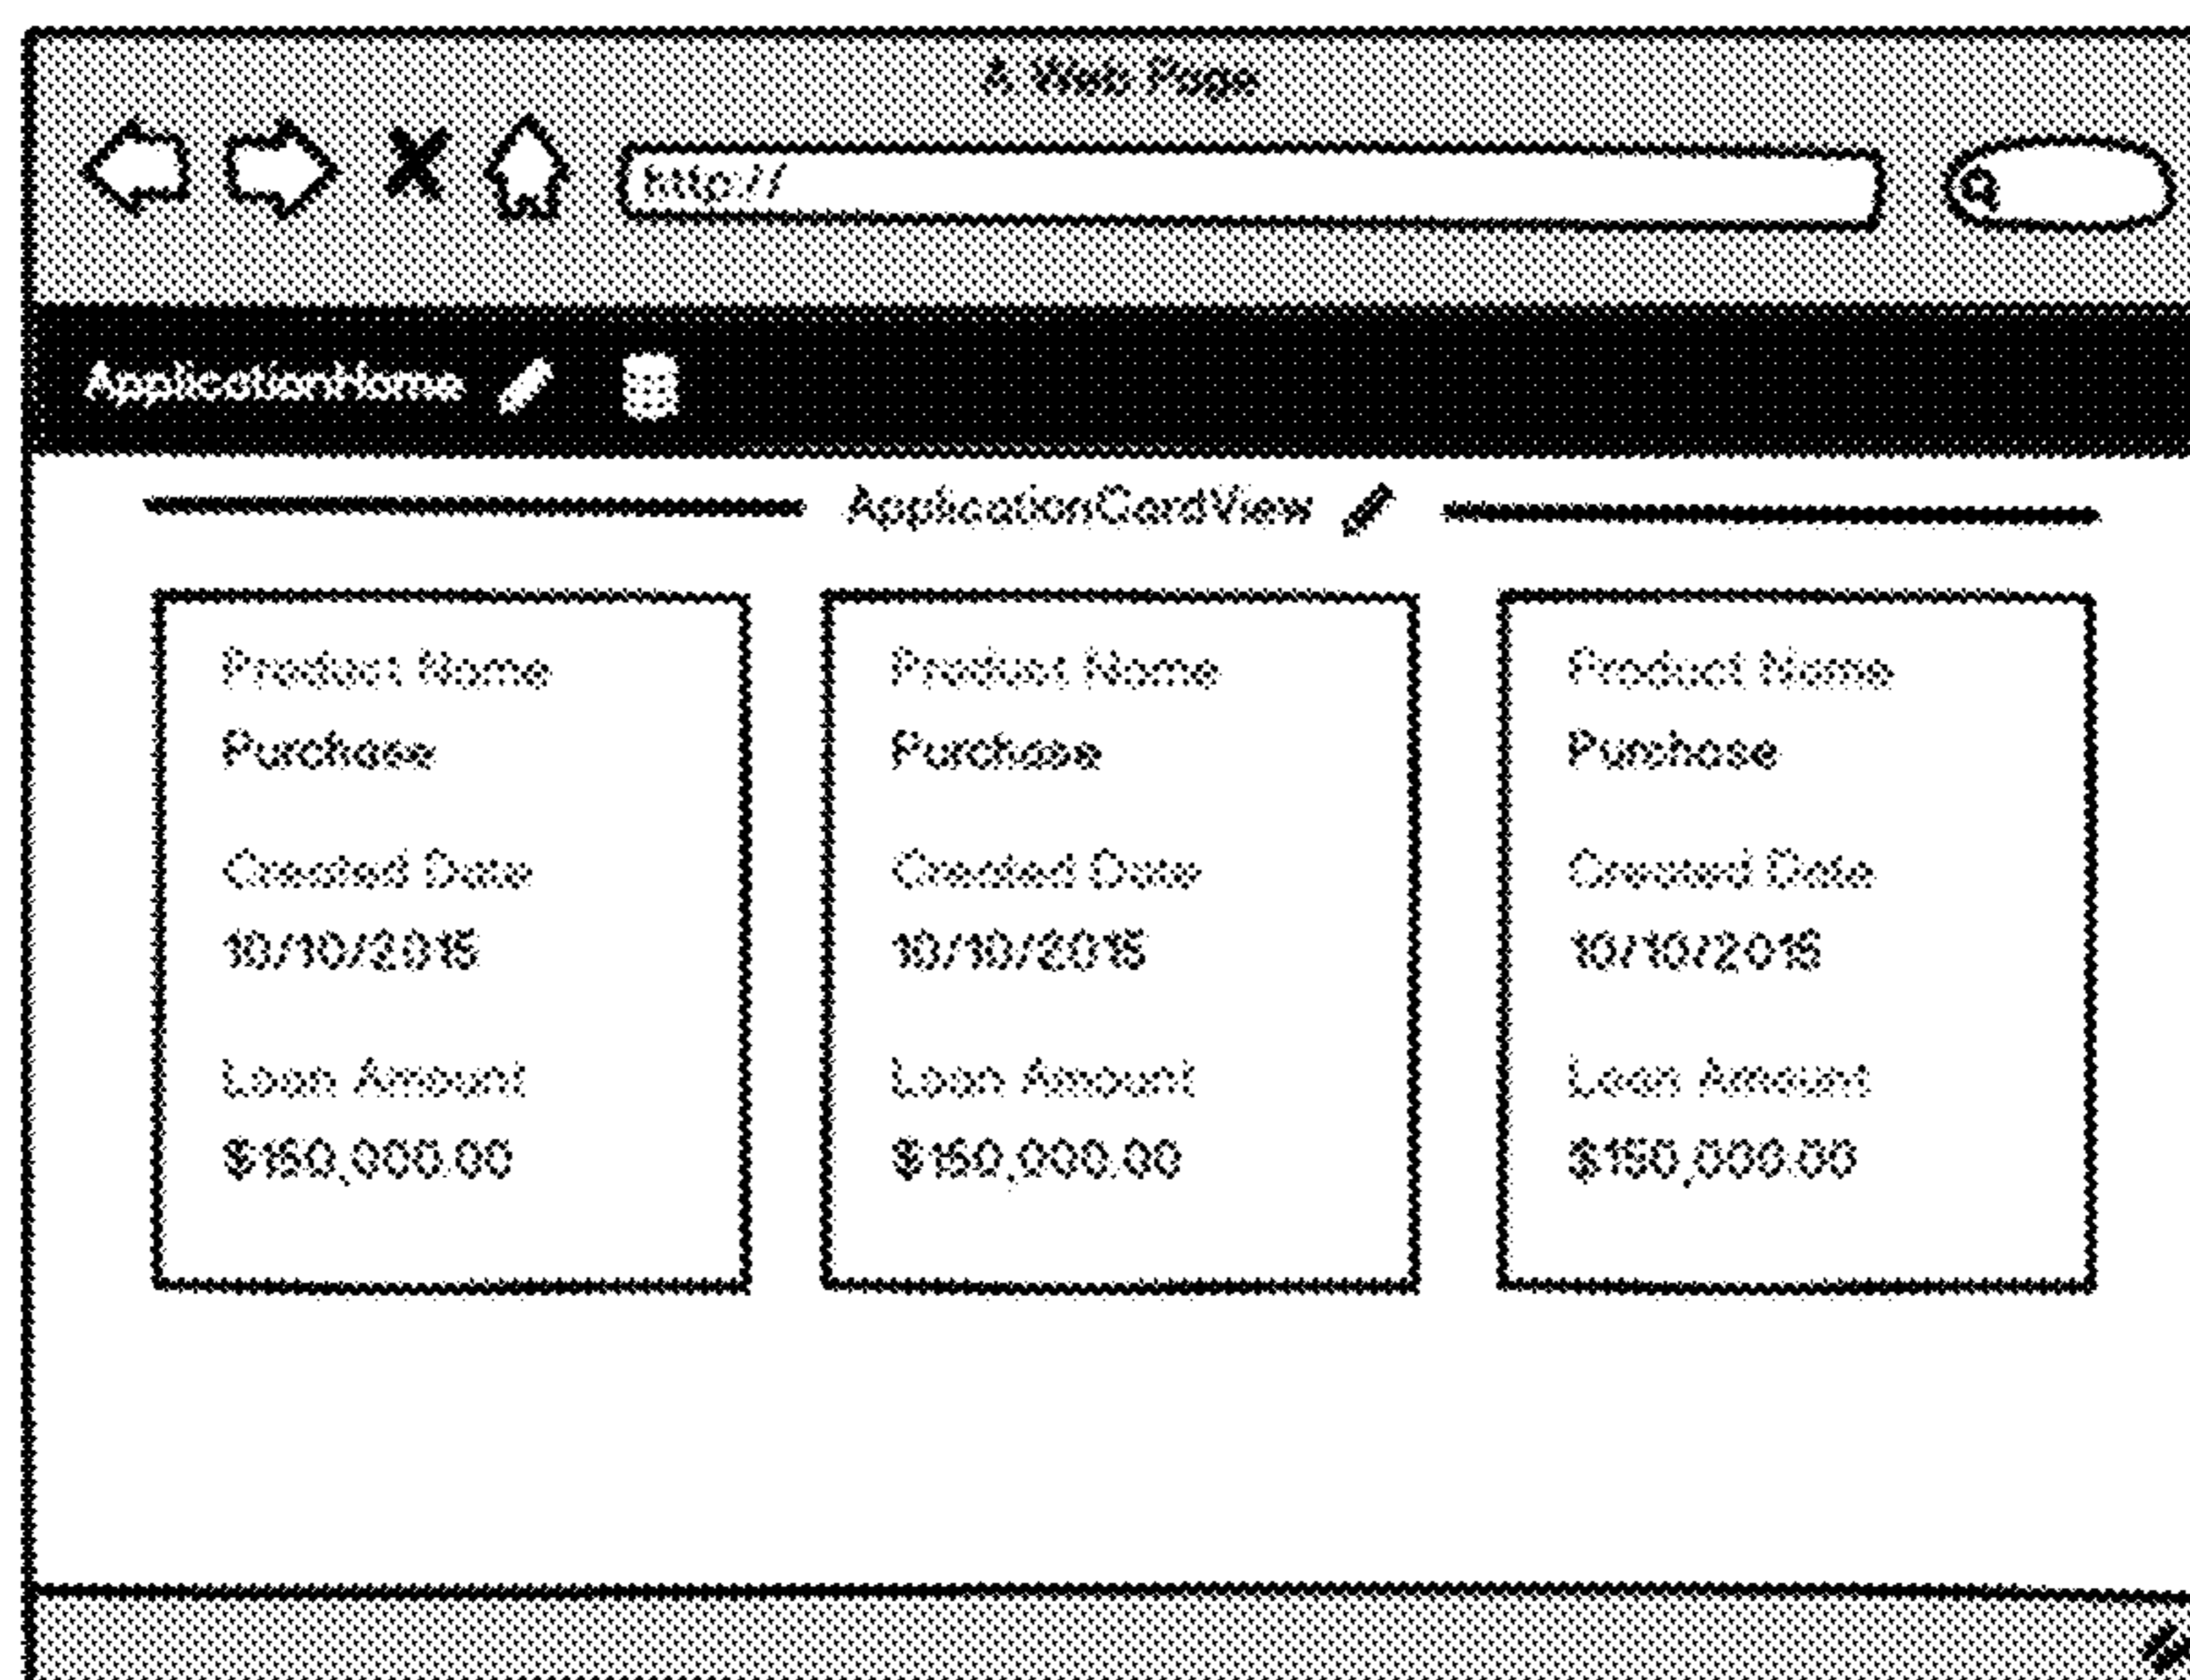 A Web Page
http://
ApplicationHome
ApplicationCardView
Product Name
Purchase
Created Date
10/10/2015
Loan Amount
$150,000.00
Product Name
Purchase
Created Date
10/10/2015
Loan Amount
$150,000.00
Product Name
Purchase
Created Date
10/10/2015
Loan Amount
$150,000.00